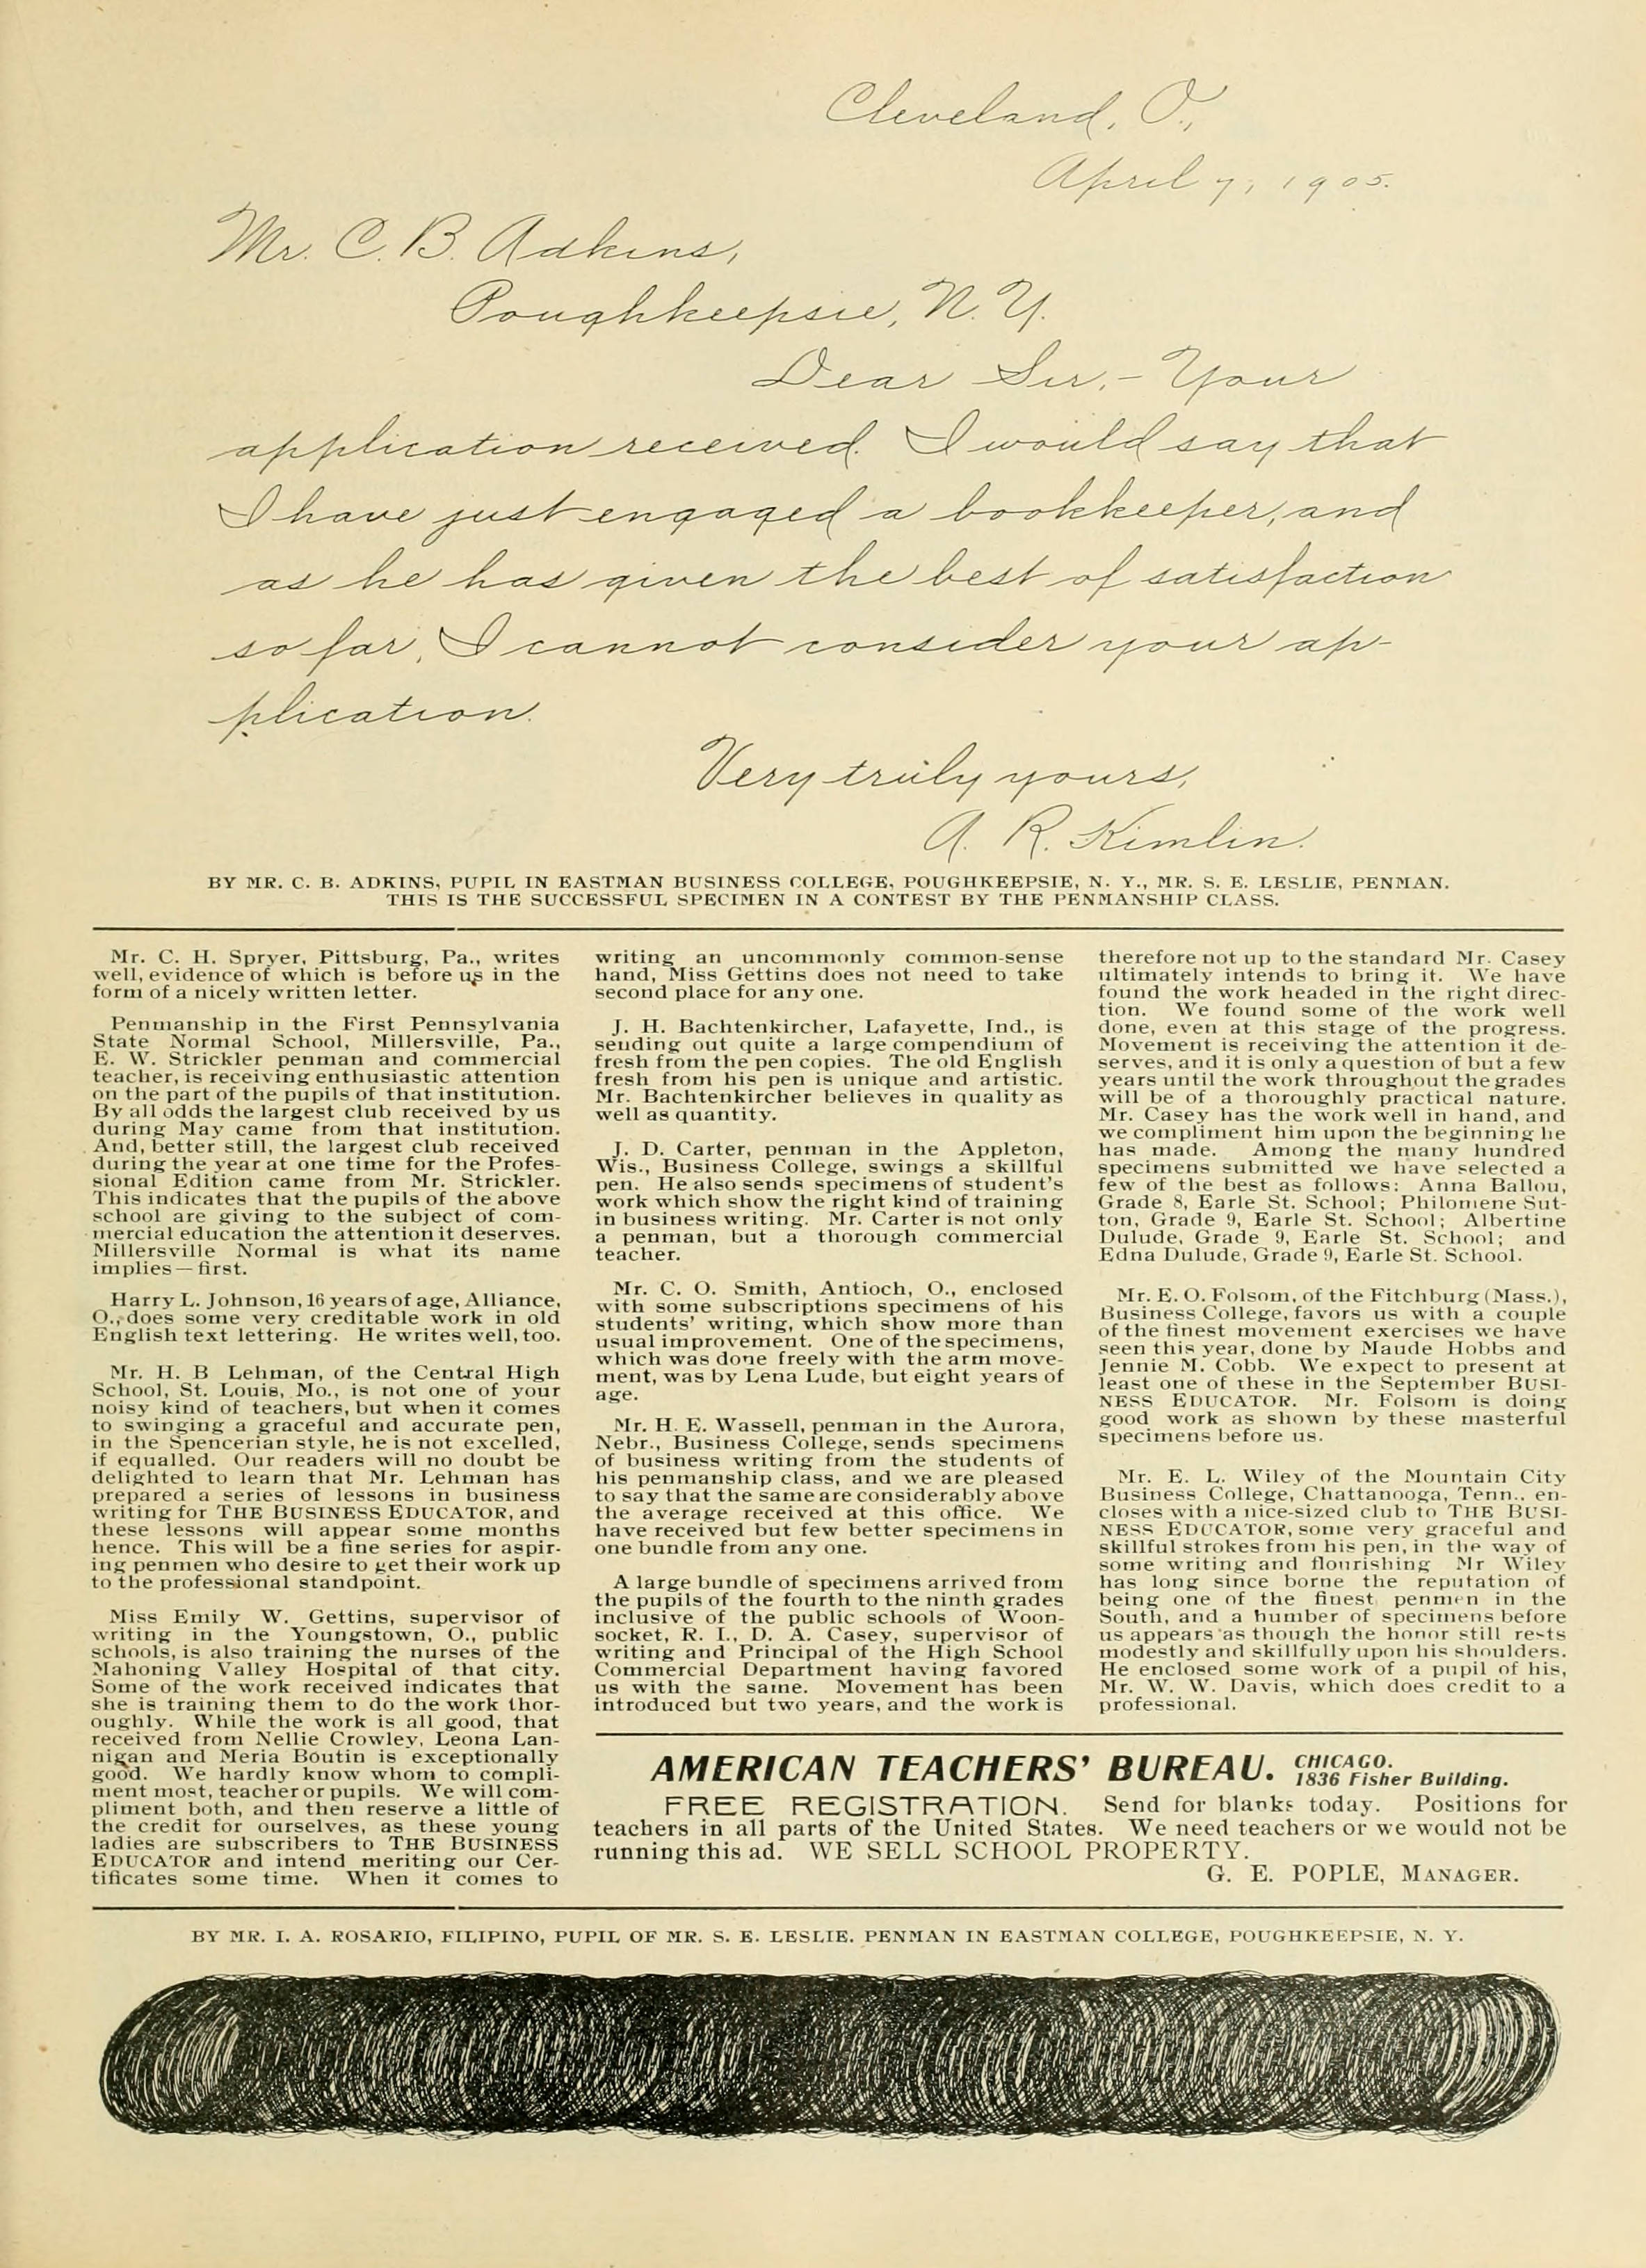 Cleveland, O.,
April 7, 1905.
Mr. C. B. Adkins,
Poughkeepsie, N. Y.
Dear Sir,- Your
application received. I would say that
I have just engaged a bookkeeper, and
as he has given the best of satisfaction
so far, I cannot consider your ap-
plication.
Very truly yours,
A. R. Kimlin.
BY MR. C. B. ADKINS, PUPIL IN EASTMAN BUSINESS COLLEGE, POUGHKEEPSIE, N. Y., MR. S. E. LESLIE, PENMAN.
THIS IS THE SUCCESSFUL SPECIMEN IN A CONTEST BY THE PENMANSHIP CLASS.
Mr. C. H. Spryer, Pittsburg, Pa., writes
well, evidence of which is before us in the
form of a nicely written letter.
Penmanship in the First Pennsylvania
State Normal School, Millersville, Pa.,
E. W. Strickler penman and commercial
teacher, is receiving enthusiastic attention
on the part of the pupils of that institution.
By all odds the largest club received by us
during May came from that institution.
And, better still, the largest club received
during the year at one time for the Profes-
sional Edition came from Mr. Strickler.
This indicates that the pupils of the above
school are giving to the subject of com-
mercial education the attention it deserves.
Millersville Normal is what its name
implies—first.
Harry L. Johnson, 16 years of age, Alliance,
O., does some very creditable work in old
English text lettering. He writes well, too.
Mr. H. B Lehman, of the Central High
School, St. Louis, Mo., is not one of your
noisy kind of teachers, but when it comes
to swinging a graceful and accurate pen,
in the Spencerian style, he is not excelled,
if equalled. Our readers will no doubt be
delighted to learn that Mr. Lehman has
prepared a series of lessons in business
writing for THE BUSINESS EDUCATOR, and
these lessons will appear some months
hence. This will be a fine series for aspir-
ing penmen who desire to get their work up
to the professional standpoint.
Miss Emily W. Gettins, supervisor of
writing in the Youngstown, O., public
schools, is also training the nurses of the
Mahoning Valley Hospital of that city.
Some of the work received indicates that
she is training them to do the work thor-
oughly. While the work is all good, that
received from Nellie Crowley, Leona Lan-
nigan and Meria Boutin is exceptionally
good. We hardly know whom to compli-
ment most, teacher or pupils. We will com-
pliment both, and then reserve a little of
the credit for ourselves, as these young
ladies are subscribers to THE BUSINESS
EDUCATOR and intend meriting our Cer-
tificates some time. When it comes to
writing an uncommonly common-sense
hand, Miss Gettins does not need to take
second place for any one.
J. H. Bachtenkircher, Lafayette, Ind., is
sending out quite a large compendium of
fresh from the pen copies. The old English
fresh from his pen is unique and artistic.
Mr. Bachtenkircher believes in quality as
well as quantity.
J. D. Carter, penman in the Appleton,
Wis., Business College, swings a skillful
pen. He also sends specimens of student's
work which show the right kind of training
in business writing. Mr. Carter is not only
a penman, but a thorough commercial
teacher.
Mr. C. O. Smith, Antioch, O., enclosed
with some subscriptions specimens of his
students' writing, which show more than
usual improvement. One of the specimens,
which was done freely with the arm move-
ment, was by Lena Lude, but eight years of
age.
Mr. H. E. Wassell, penman in the Aurora,
Nebr., Business College, sends specimens
of business writing from the students of
his penmanship class, and we are pleased
to say that the same are considerably above
the average received at this office. We
have received but few better specimens in
one bundle from any one.
A large bundle of specimens arrived from
the pupils of the fourth to the ninth grades
inclusive of the public schools of Woon-
socket, R. I., D. A. Casey, supervisor of
writing and Principal of the High School
Commercial Department having favored
us with the same. Movement has been
introduced but two years, and the work is
therefore not up to the standard Mr. Casey
ultimately intends to bring it. We have
found the work headed in the right direc-
tion. We found some of the work well
done, even at this stage of the progress.
Movement is receiving the attention it de-
serves, and it is only a question of but a few
years until the work throughout the grades
will be of a thoroughly practical nature.
Mr. Casey has the work well in hand, and
we compliment him upon the beginning he
has made. Among the many hundred
specimens submitted we have selected a
few of the best as follows: Anna Ballou,
Grade 8, Earle St. School; Philomene Sut-
ton, Grade 9, Earle St. School; Albertine
Dulude, Grade 9, Earle St. School; and
Edna Dulude, Grade 9, Earle St. School.
Mr. E. O. Folsom, of the Fitchburg (Mass.),
Business College, favors us with a couple
of the finest movement exercises we have
seen this year, done by Maude Hobbs and
Jennie M. Cobb. We expect to present at
least one of these in the September BUSI-
NESS EDUCATOR. Mr. Folsom is doing
good work as shown by these masterful
specimens before us.
Mr. E. L. Wiley of the Mountain City
Business College, Chattanooga, Tenn., en-
closes with a nice-sized club to THE BUSI-
NESS EDUCATOR, some very graceful and
skillful strokes from his pen, in the way of
some writing and flourishing Mr Wiley
has long since borne the reputation of
being one of the finest penmen in the
South, and a number of specimens before
us appears as though the honor still rests
modestly and skillfully upon his shoulders.
He enclosed some work of a pupil of his,
Mr. W. W. Davis, which does credit to a
professional.
AMERICAN TEACHERS' BUREAU. CHICAGO.
1836 Fisher Building.
FREE REGISTRATION. Send for blanks today. Positions for
teachers in all parts of the United States. We need teachers or we would not be
running this ad. WE SELL SCHOOL PROPERTY.
G. E. POPLE, MANAGER.
BY MR. I. A. ROSARIO, FILIPINO, PUPIL OF MR. S. E. LESLIE. PENMAN IN EASTMAN COLLEGE, POUGHKEEPSIE, N. Y.